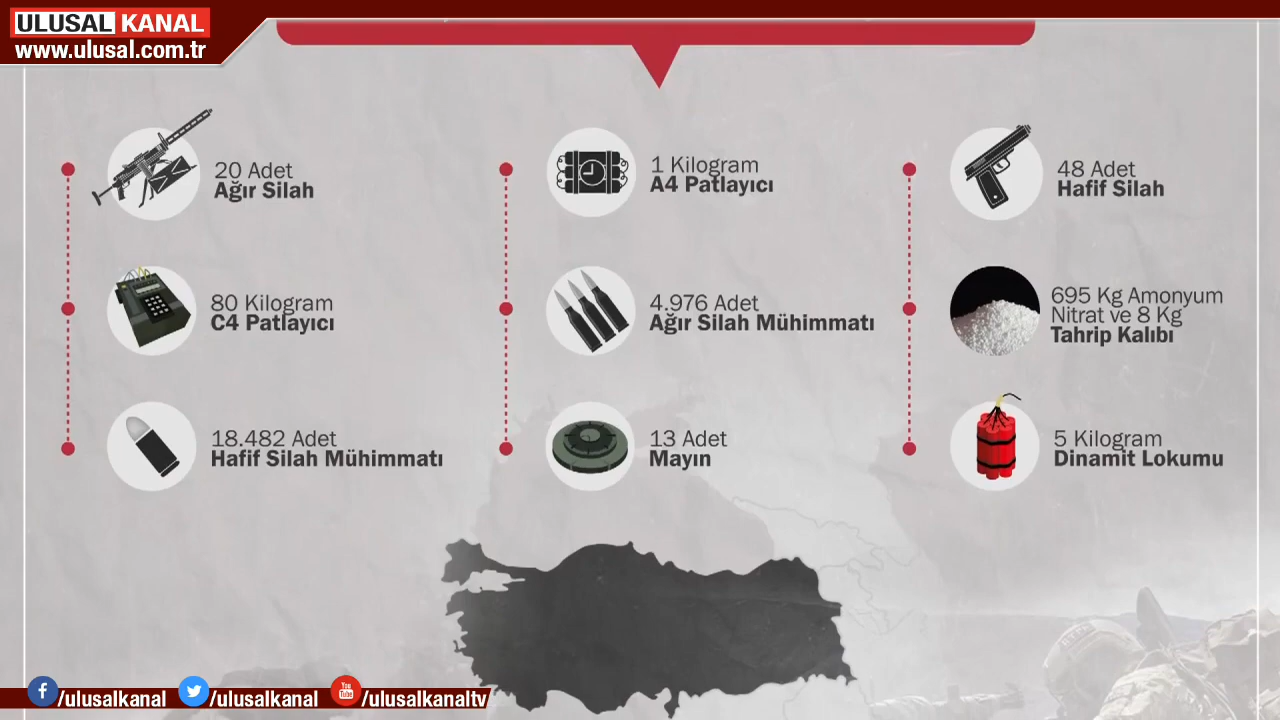 ULUSAL KANAL
www.ulusal.com.tr
20 Adet
Ağır Silah
80 Kilogram
C4 Patlayıcı
18.482 Adet
Hafif Silah Mühimmatı
1 Kilogram
A4 Patlayıcı
4.976 Adet
Ağır Silah Mühimmatı
13 Adet
Mayın
48 Adet
Hafif Silah
695 Kg Amonyum
Nitrat ve 8 Kg
Tahrip Kalıbı
5 Kilogram
Dinamit Lokumu
/ulusalkanal /ulusalkanal You Tube /ulusalkanaltv